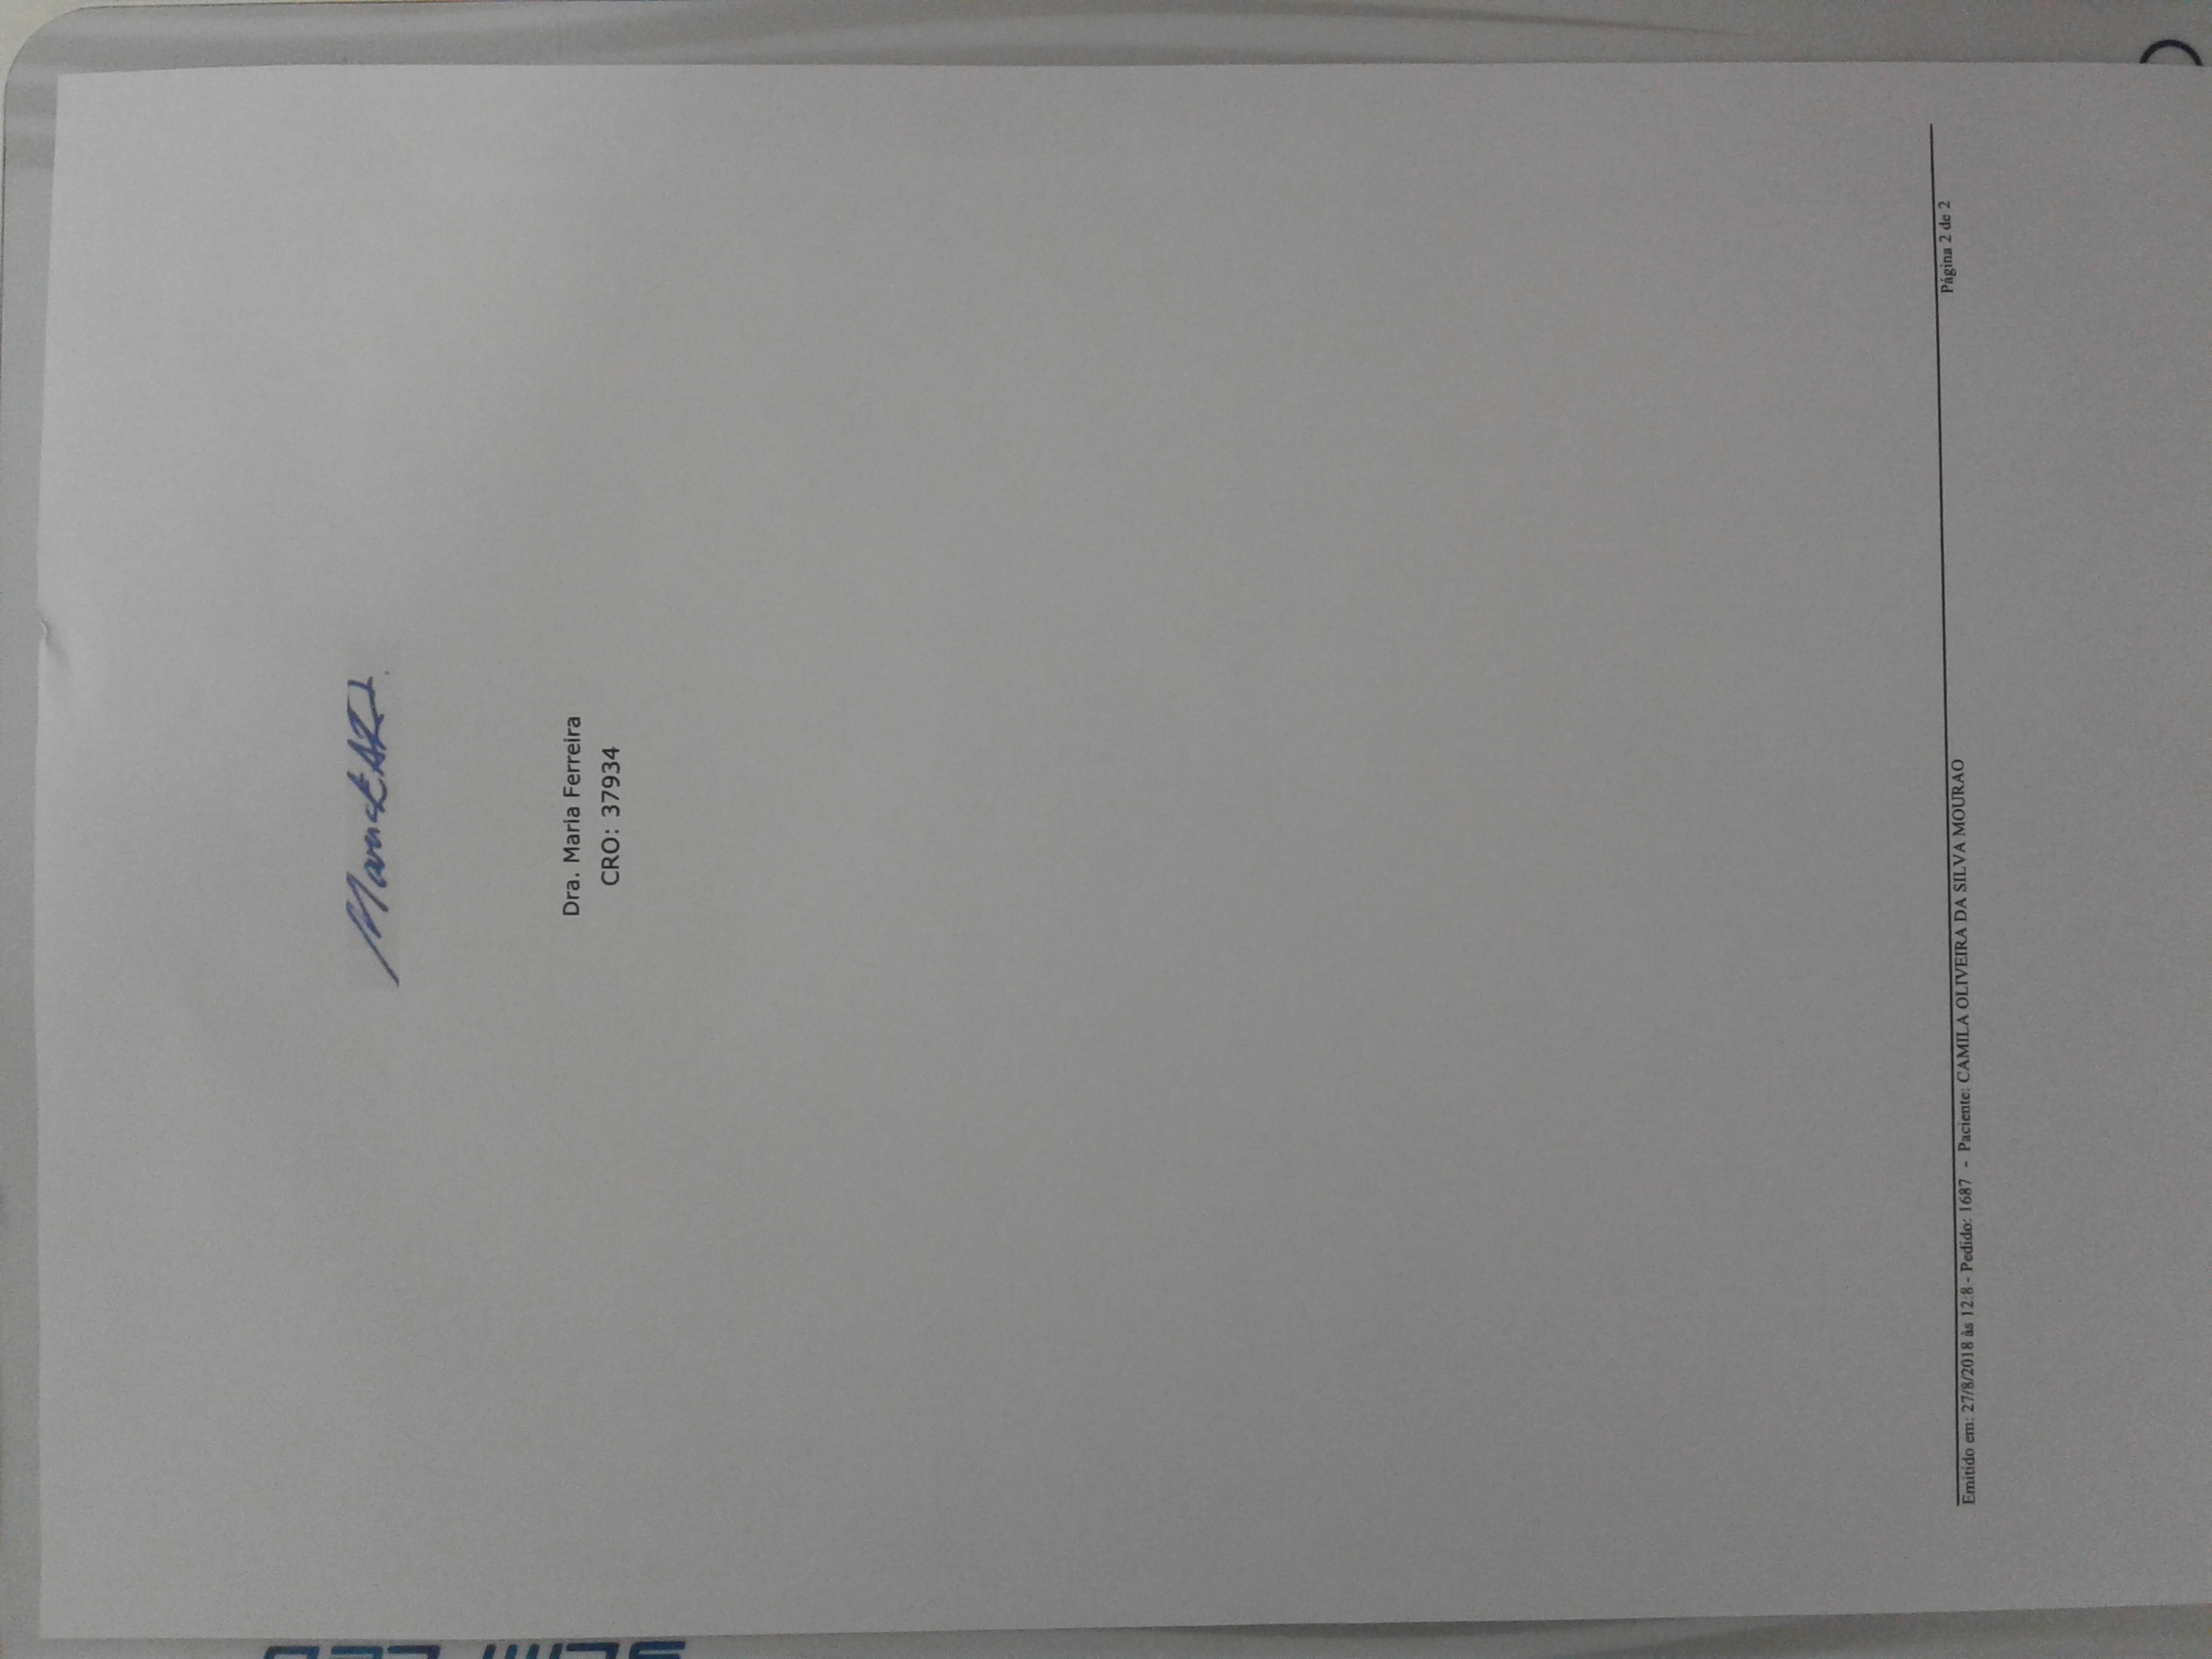 Dra. Maria Ferreira
CRO: 37934
Página 2 de 2
Emitido em: 27/8/2018 às 12:8 - Pedido: 1687 - Paciente: CAMILA OLIVEIRA DA SILVA MOURAO